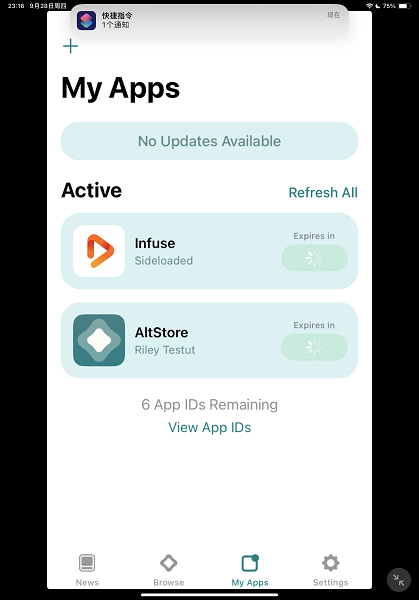 23:16 9月28日周四
75%
快捷指令
现在
1个通知
My Apps
No Updates Available
Active
Refresh All
Infuse
Sideloaded
Expires in
AltStore
Riley Testut
Expires in
6 App IDs Remaining
View App IDs
News
Browse
My Apps
Settings